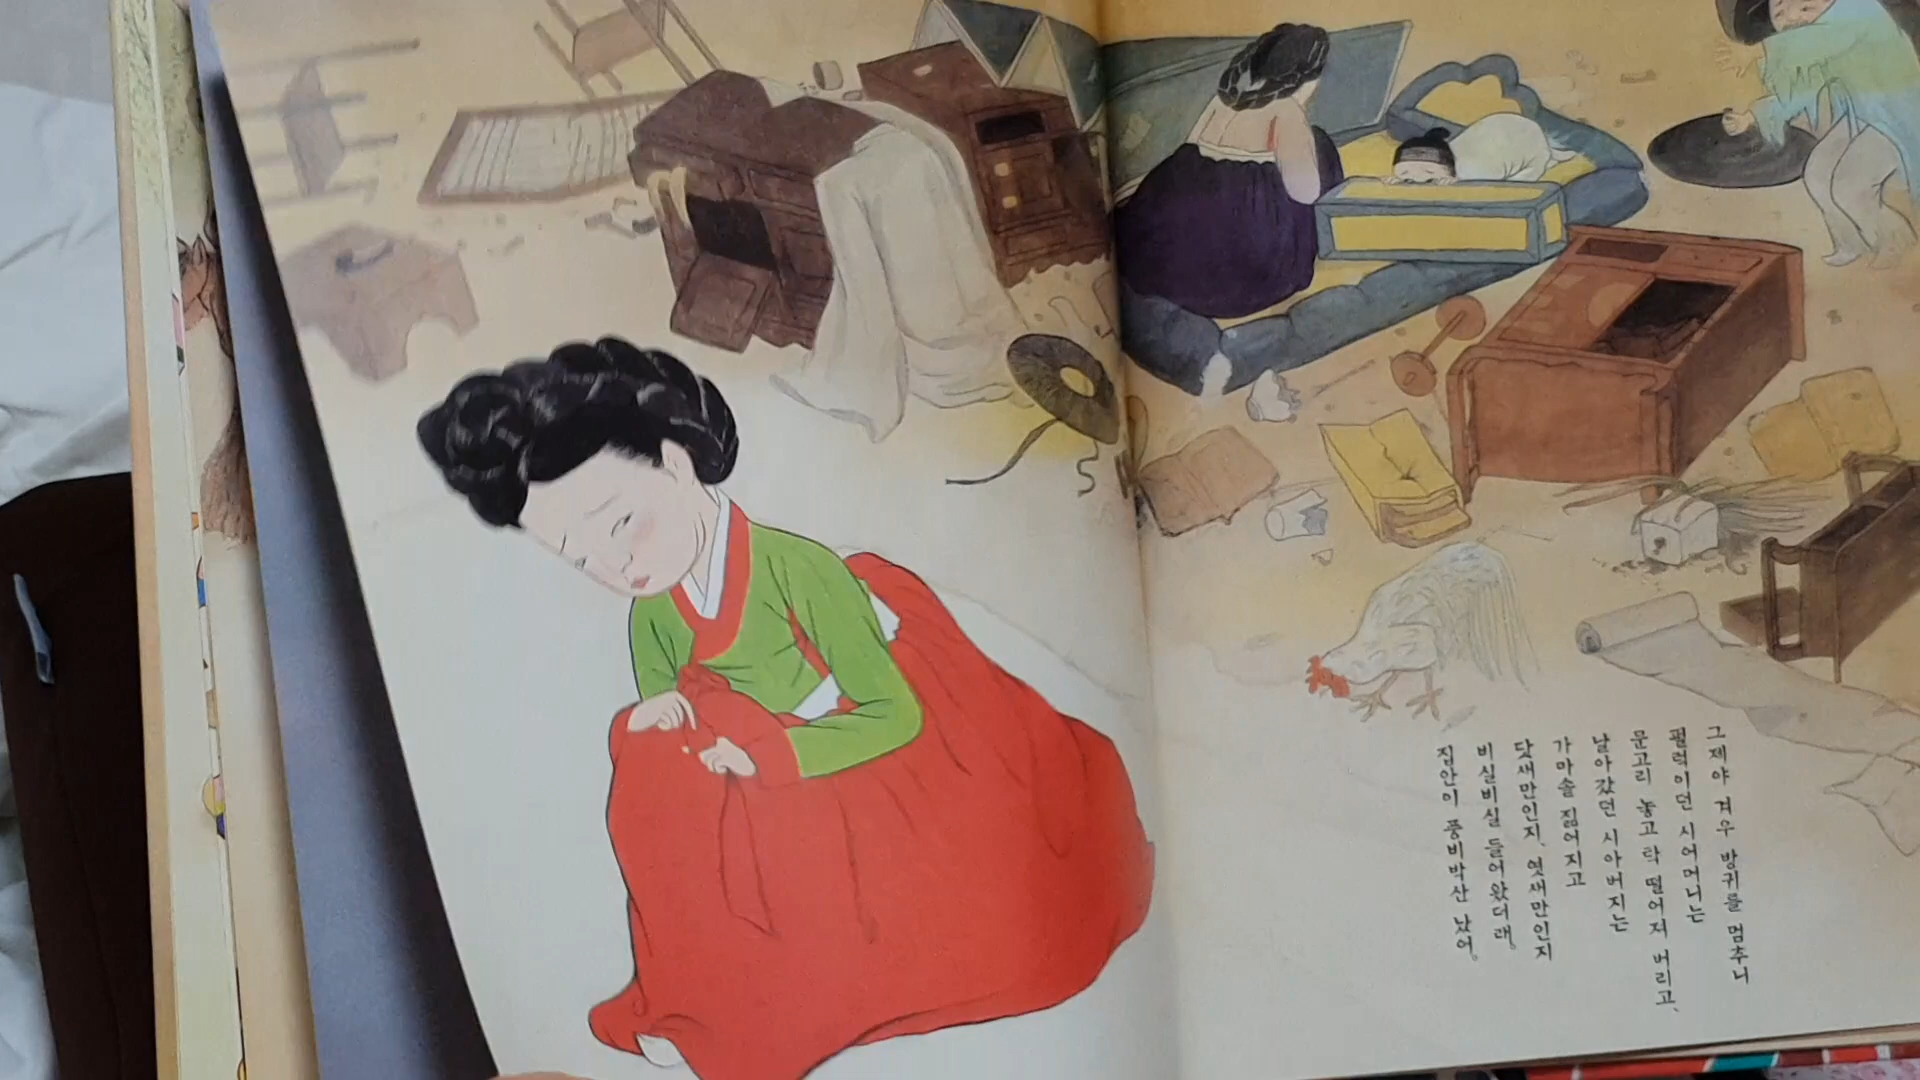 그제야 겨우 방귀를 멈추니
펄럭이던 시어머니는
문고리 놓고 탁 떨어져 버리고,
날아갔던 시아버지는
가마솥 짊어지고
닷새만인지, 엿새만인지
비실비실 들어왔더래.
집안이 풍비박산 났어.